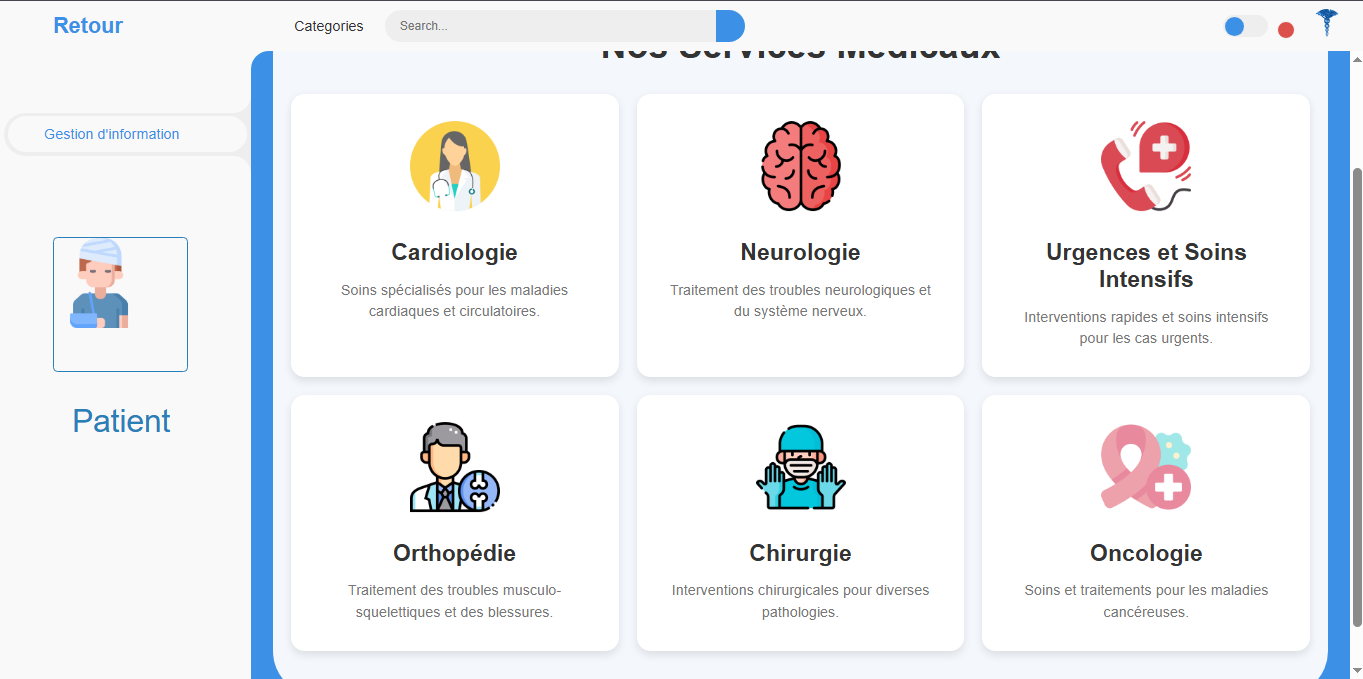 Retour
Categories
Search...
Nos Services Médicaux
Gestion d'information
Patient
Cardiologie
Soins spécialisés pour les maladies
cardiaques et circulatoires.
Neurologie
Traitement des troubles neurologiques et
du système nerveux.
Urgences et Soins
Intensifs
Interventions rapides et soins intensifs
pour les cas urgents.
Orthopédie
Traitement des troubles musculo-
squelettiques et des blessures.
Chirurgie
Interventions chirurgicales pour diverses
pathologies.
Oncologie
Soins et traitements pour les maladies
cancéreuses.